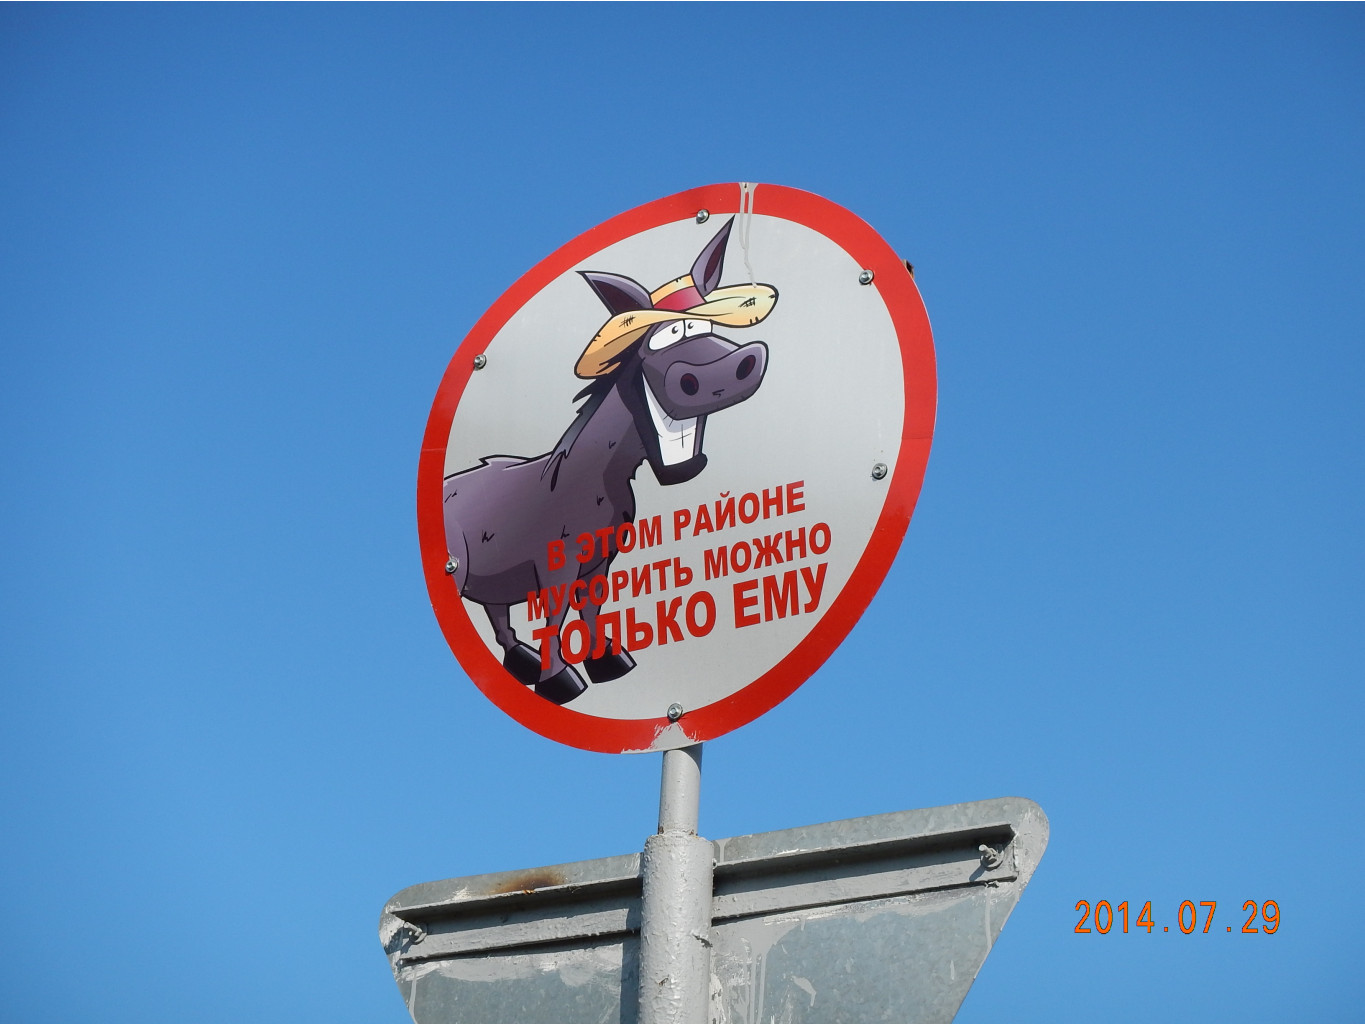 В ЭТОМ РАЙОНЕ
МУСОРИТЬ МОЖНО
ТОЛЬКО ЕМУ
2014.07.29